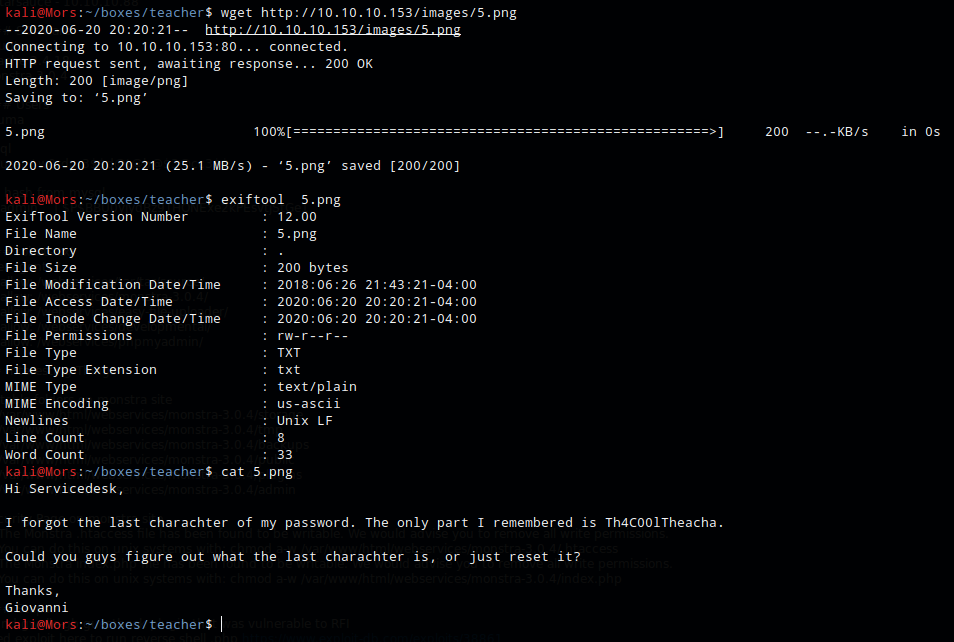 kali@Mors:~/boxes/teacher$ wget http://10.10.10.153/images/5.png
--2020-06-20 20:20:21--  http://10.10.10.153/images/5.png
Connecting to 10.10.10.153:80... connected.
HTTP request sent, awaiting response... 200 OK
Length: 200 [image/png]
Saving to: ‘5.png’
5.png                          100%[====================================================>]     200  --.-KB/s    in 0s
2020-06-20 20:20:21 (25.1 MB/s) - ‘5.png’ saved [200/200]
kali@Mors:~/boxes/teacher$ exiftool  5.png
ExifTool Version Number         : 12.00
File Name                       : 5.png
Directory                       : .
File Size                       : 200 bytes
File Modification Date/Time     : 2018:06:26 21:43:21-04:00
File Access Date/Time           : 2020:06:20 20:20:21-04:00
File Inode Change Date/Time     : 2020:06:20 20:20:21-04:00
File Permissions                : rw-r--r--
File Type                       : TXT
File Type Extension             : txt
MIME Type                       : text/plain
MIME Encoding                   : us-ascii
Newlines                        : Unix LF
Line Count                      : 8
Word Count                      : 33
kali@Mors:~/boxes/teacher$ cat 5.png
Hi Servicedesk,
I forgot the last charachter of my password. The only part I remembered is Th4C00lTheacha.
Could you guys figure out what the last charachter is, or just reset it?
Thanks,
Giovanni
kali@Mors:~/boxes/teacher$